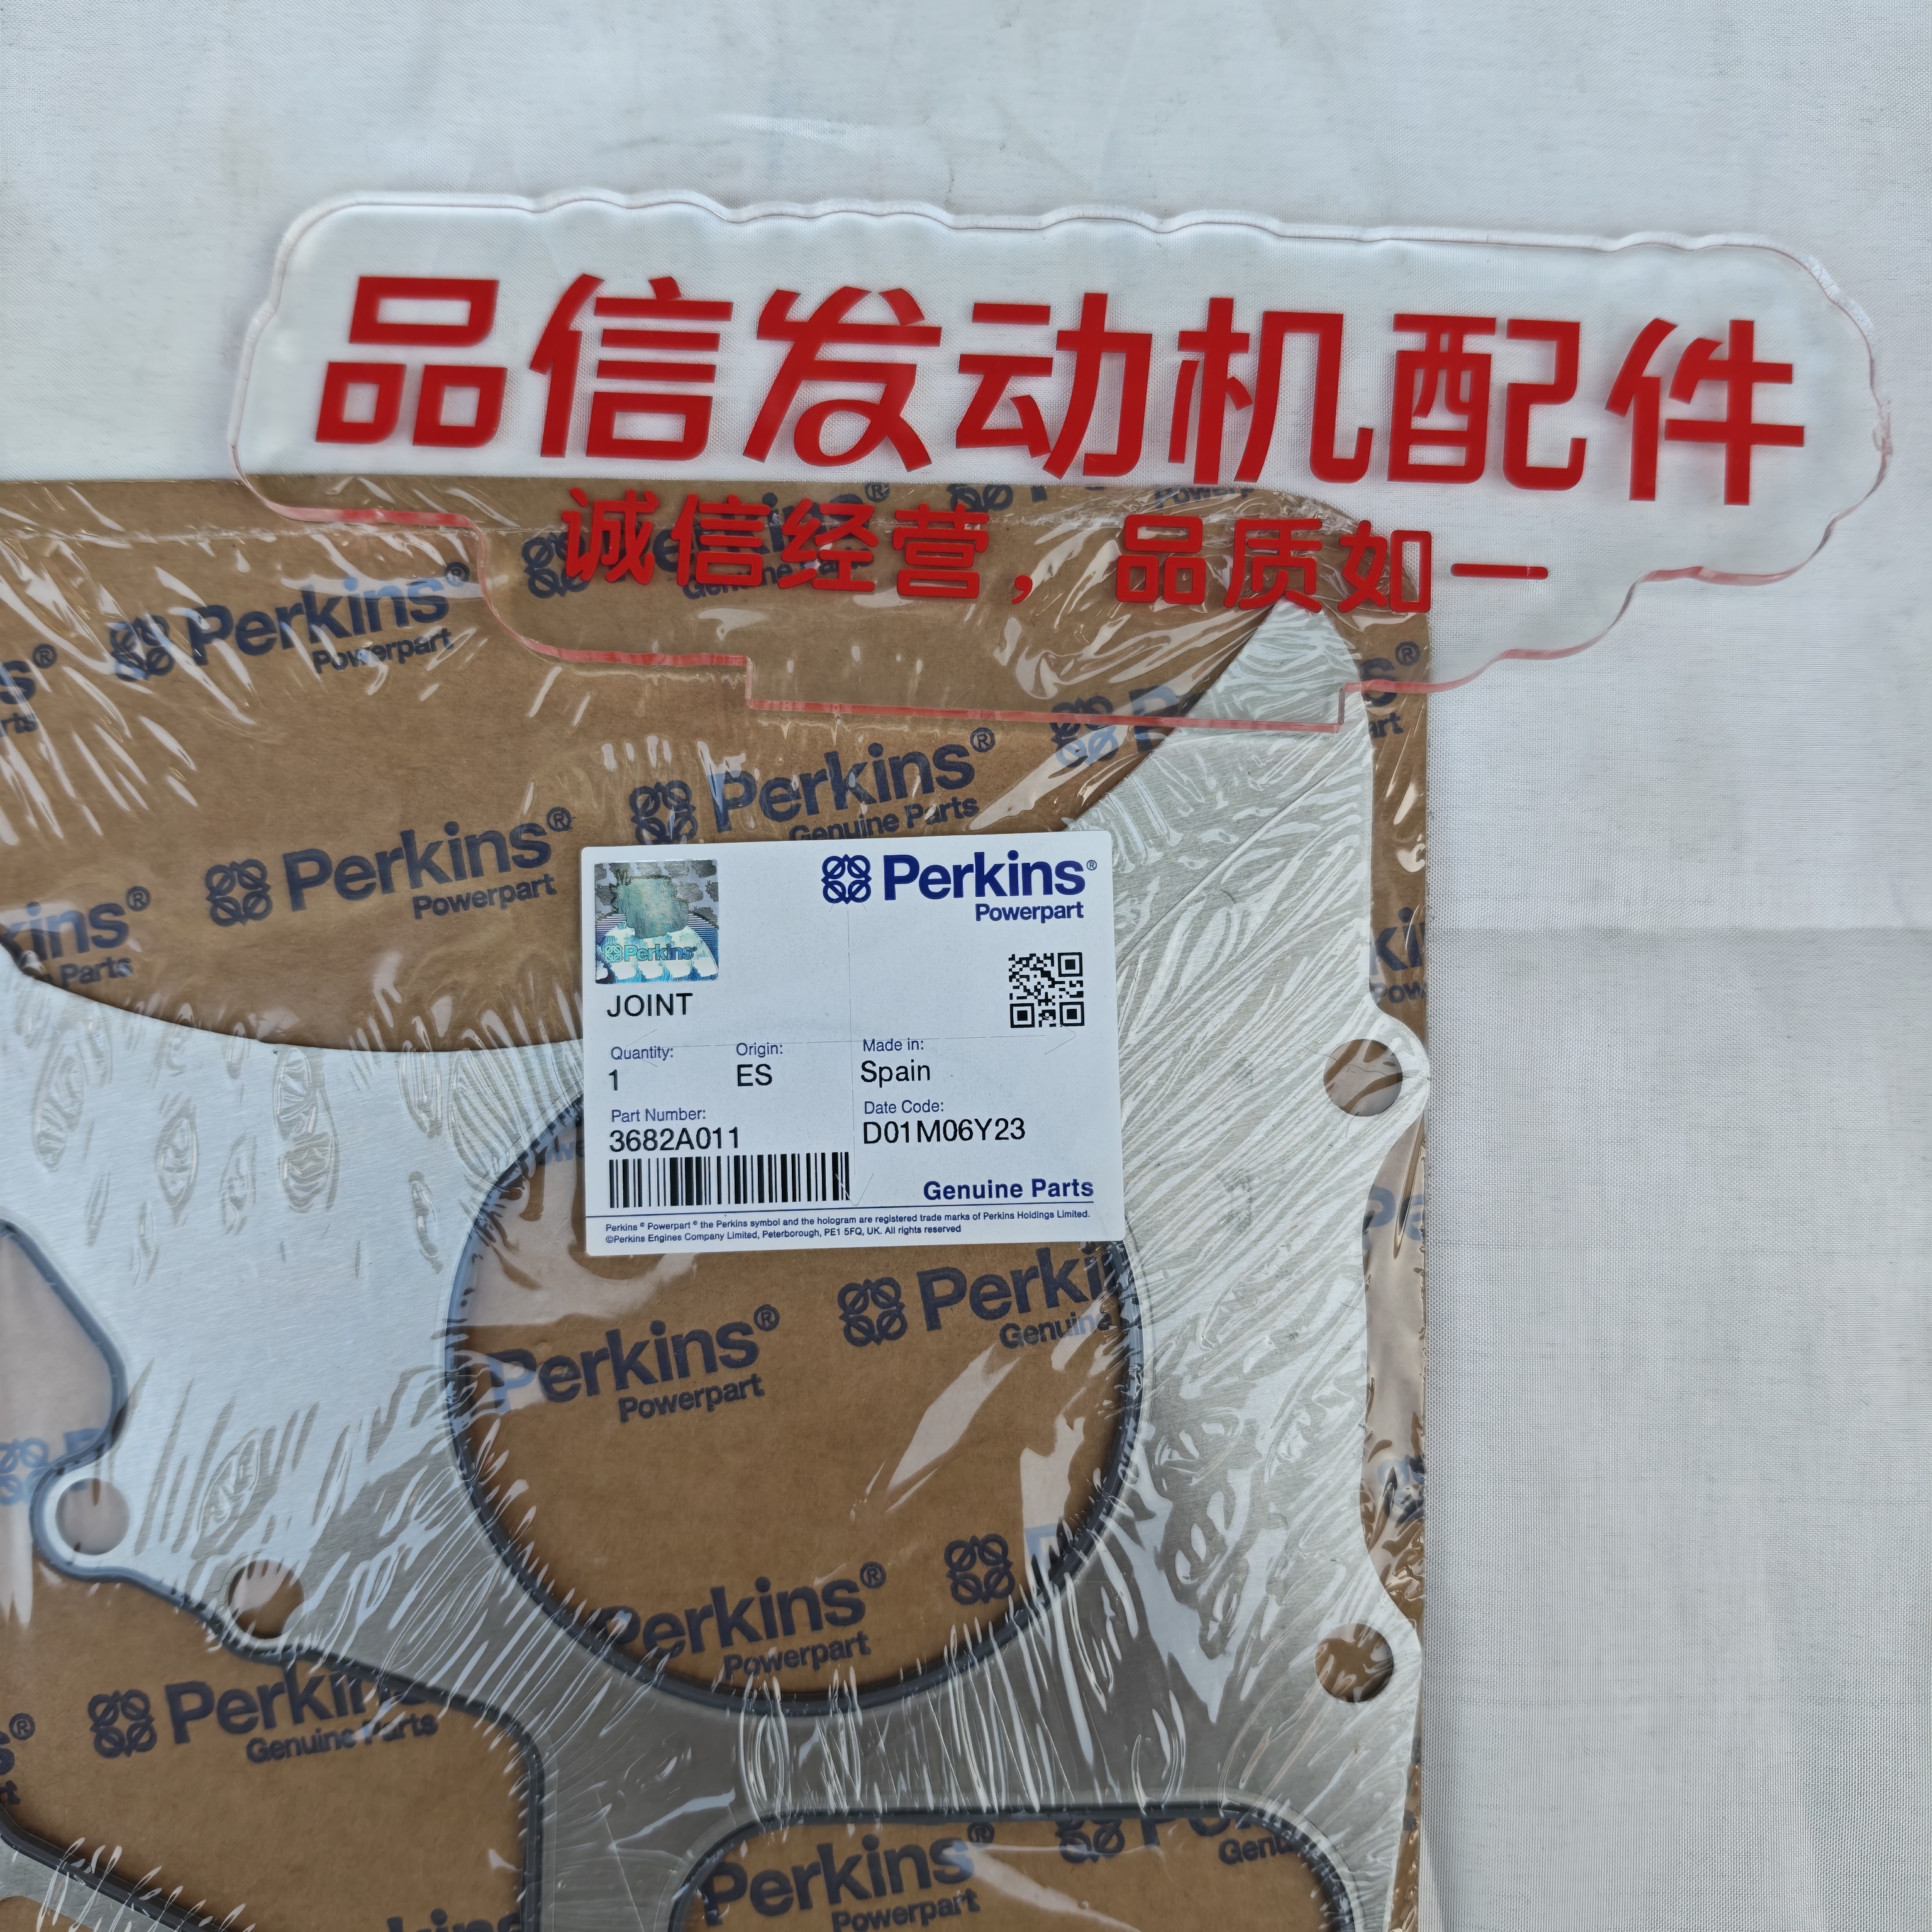 品信发动机配件
诚信经营，品质如一
Perkins®
Powerpart
Perkins®
Genuine Parts
Perkins®
Powerpart
Perkins®
Powerpart
Perkins
JOINT
Quantity:
1
Origin:
ES
Made in:
Spain
Part Number:
3682A011
Date Code:
D01M06Y23
Genuine Parts
Perkins® Powerpart® the Perkins symbol and the hologram are registered trade marks of Perkins Holdings Limited.
©Perkins Engines Company Limited, Peterborough, PE1 5FQ, UK. All rights reserved
Perkins®
Powerpart
Perkins®
Powerpart
Genuine Parts
Perkins®
Powerpart